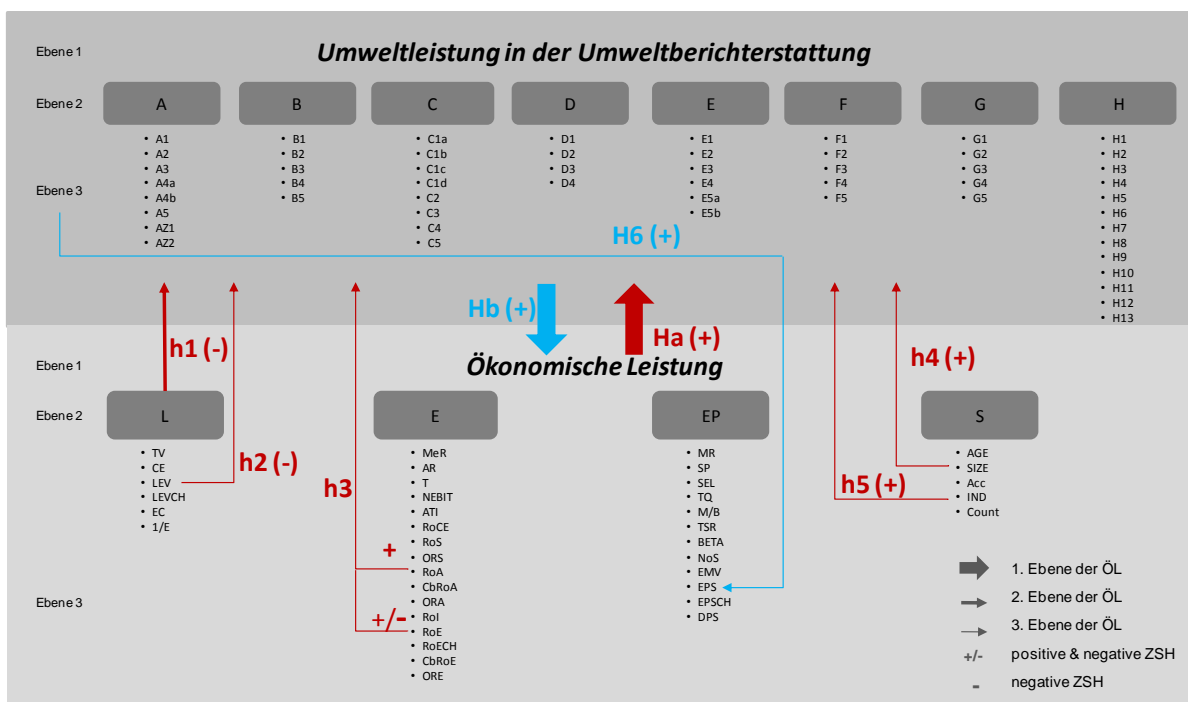 Ebene 1
Umweltleistung in der Umweltberichterstattung
Ebene 2
A
B
C
D
E
F
G
H
Ebene 3
• A1
• A2
• A3
• A4a
• A4b
• A5
• AZ1
• AZ2
• B1
• B2
• B3
• B4
• B5
• C1a
• C1b
• C1c
• C1d
• C2
• C3
• C4
• C5
• D1
• D2
• D3
• D4
• E1
• E2
• E3
• E4
• E5a
• E5b
• F1
• F2
• F3
• F4
• F5
• G1
• G2
• G3
• G4
• G5
• H1
• H2
• H3
• H4
• H5
• H6
• H7
• H8
• H9
• H10
• H11
• H12
• H13
H6 (+)
Hb (+)
Ha (+)
h1 (-)
h4 (+)
Ebene 1
Ökonomische Leistung
Ebene 2
L
E
EP
S
h2 (-)
h3
h5 (+)
+
+/-
Ebene 3
• TV
• CE
• LEV
• LEVCH
• EC
• 1/E
• MeR
• AR
• T
• NEBIT
• ATI
• RoCE
• RoS
• ORS
• RoA
• CbRoA
• ORA
• RoI
• RoE
• RoECH
• CbRoE
• ORE
• MR
• SP
• SEL
• TQ
• M/B
• TSR
• BETA
• NoS
• EMV
• EPS
• EPSCH
• DPS
• AGE
• SIZE
• Acc
• IND
• Count
1. Ebene der ÖL
2. Ebene der ÖL
3. Ebene der ÖL
+/- positive & negative ZSH
- negative ZSH